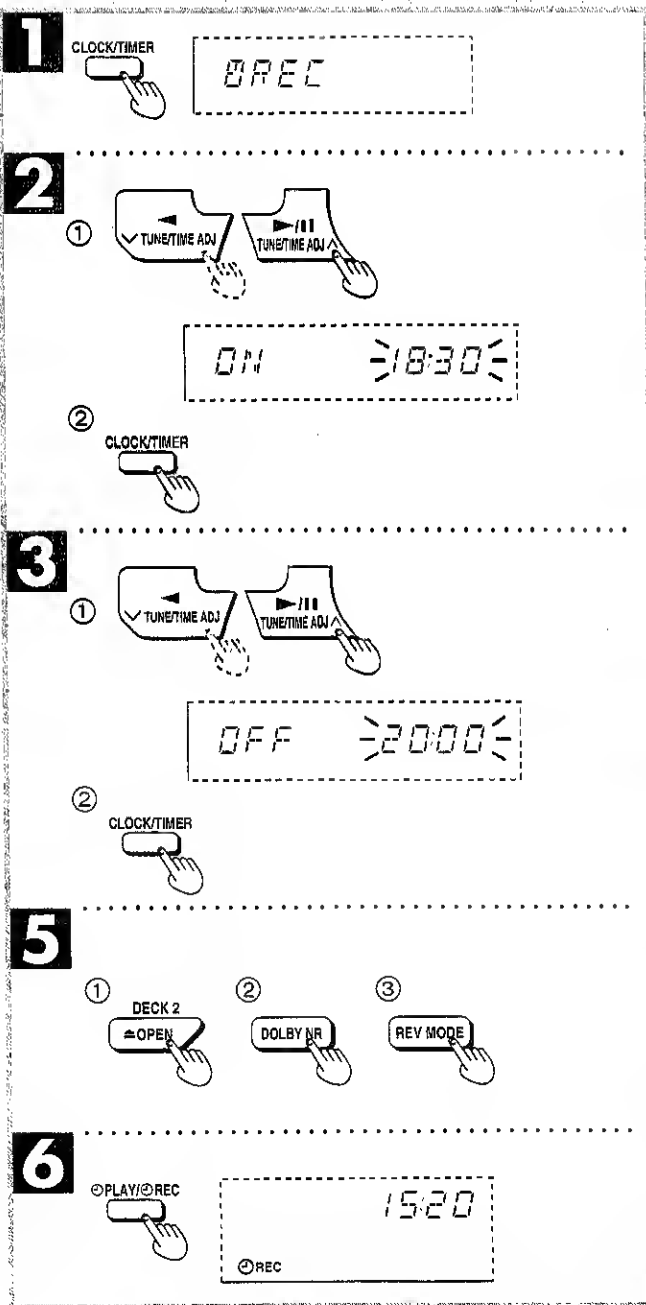 1
CLOCK/TIMER
⏲REC
2
① ◀ ∨ TUNE/TIME ADJ ▶/❙❙ TUNE/TIME ADJ ∧
ON 18:30
②
CLOCK/TIMER
3
① ◀ ∨ TUNE/TIME ADJ ▶/❙❙ TUNE/TIME ADJ ∧
OFF 20:00
②
CLOCK/TIMER
5
① ② ③
DECK 2
⏏OPEN DOLBY NR REV MODE
6
⏲PLAY/⏲REC 15:20
⏲REC